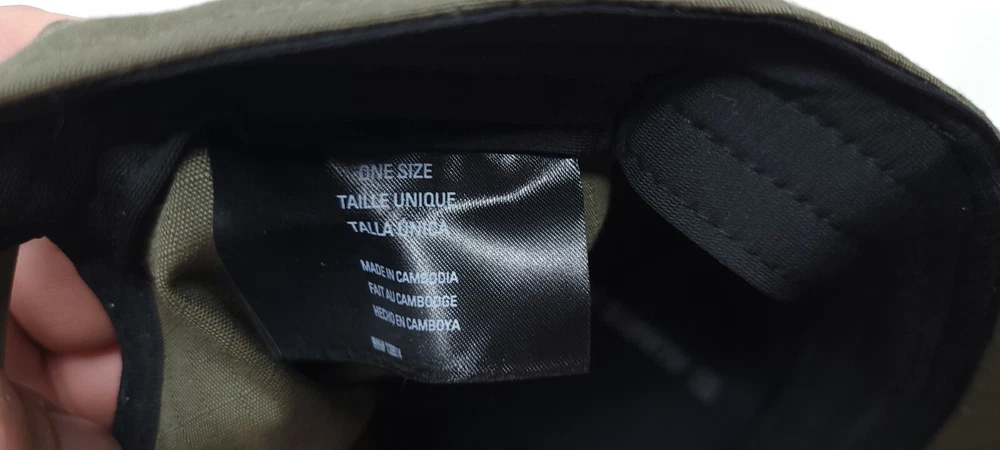 ONE SIZE
TAILLE UNIQUE
TALLA UNICA
MADE IN CAMBODIA
FAIT AU CAMBODGE
HECHO EN CAMBOYA